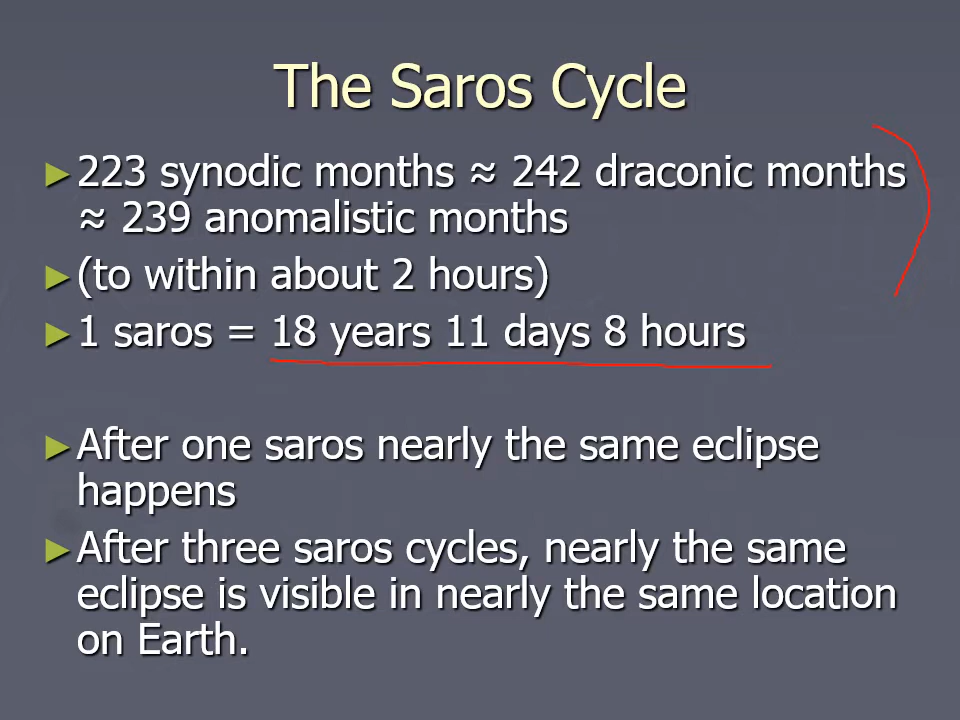 The Saros Cycle
► 223 synodic months ≈ 242 draconic months
≈ 239 anomalistic months
► (to within about 2 hours)
► 1 saros = 18 years 11 days 8 hours
► After one saros nearly the same eclipse
happens
► After three saros cycles, nearly the same
eclipse is visible in nearly the same location
on Earth.